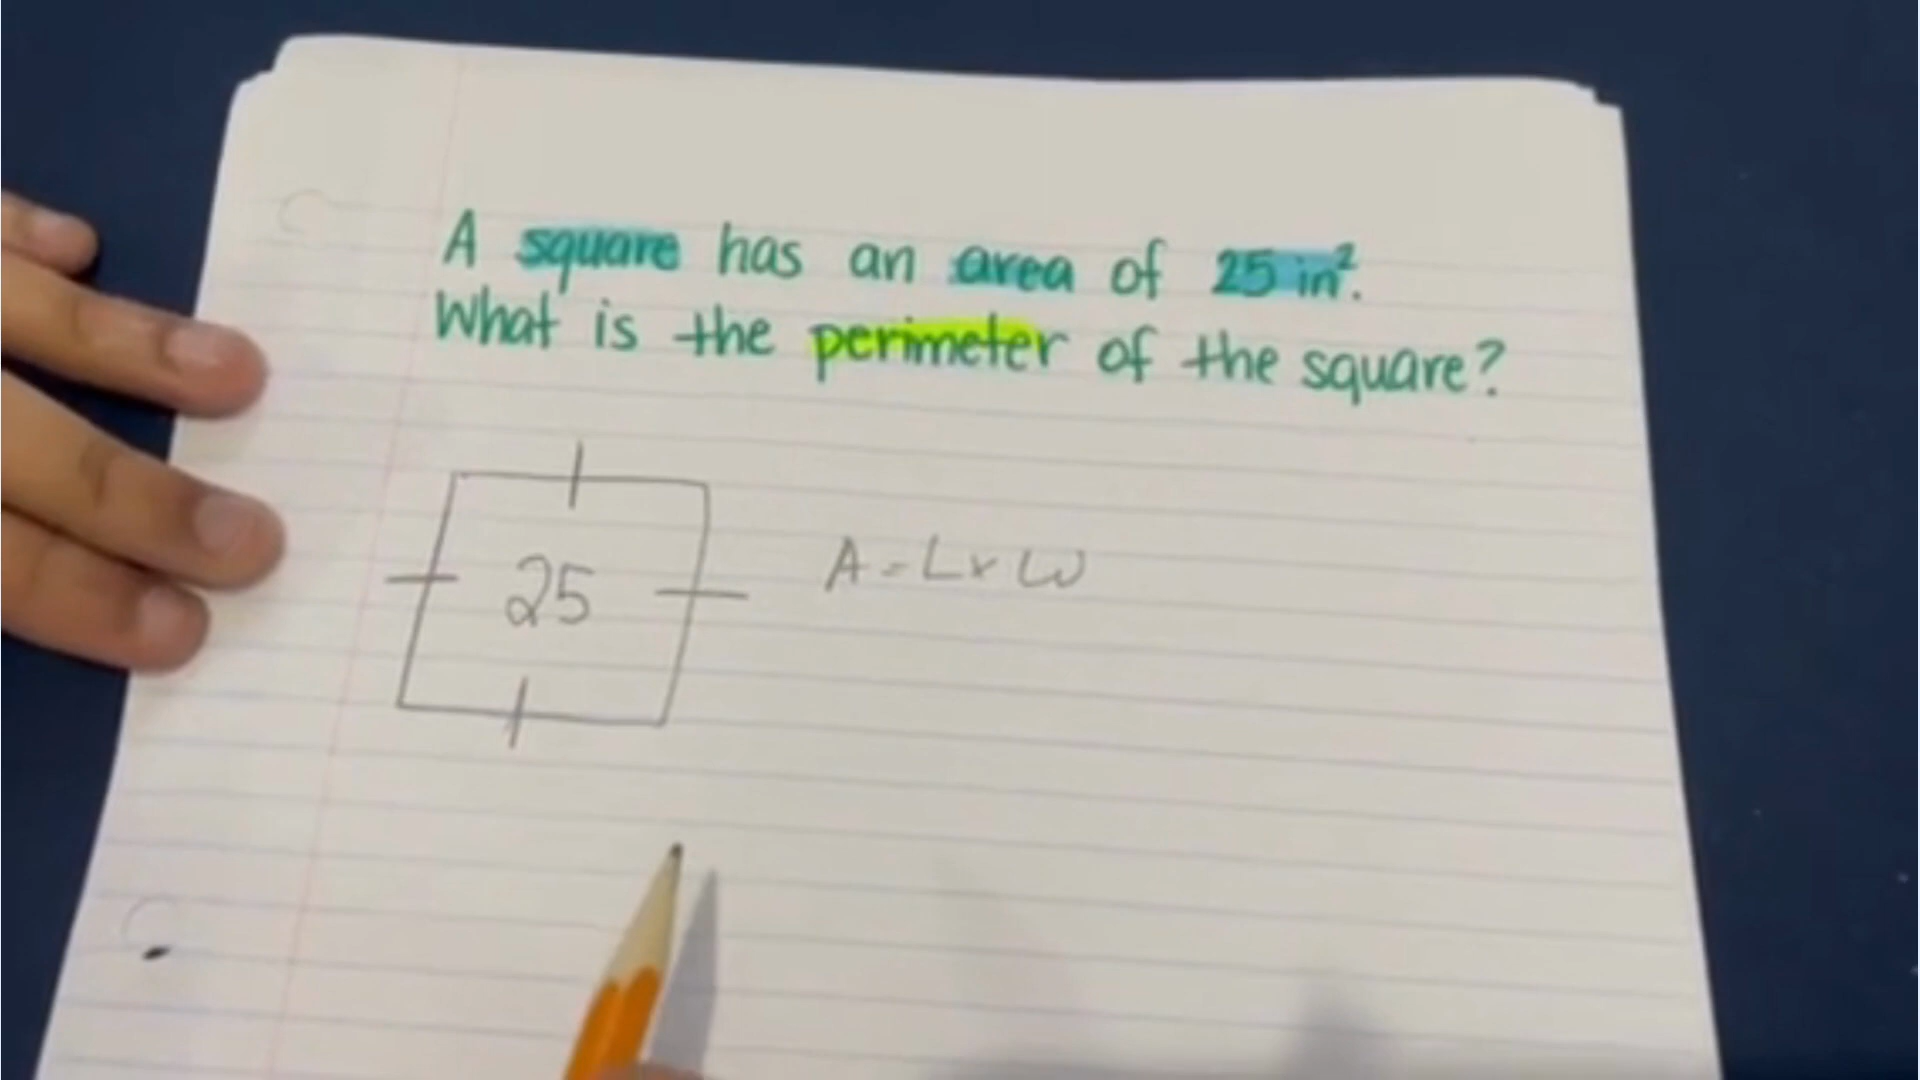 A square has an area of 25 in².
What is the perimeter of the square?
25
A = L x W